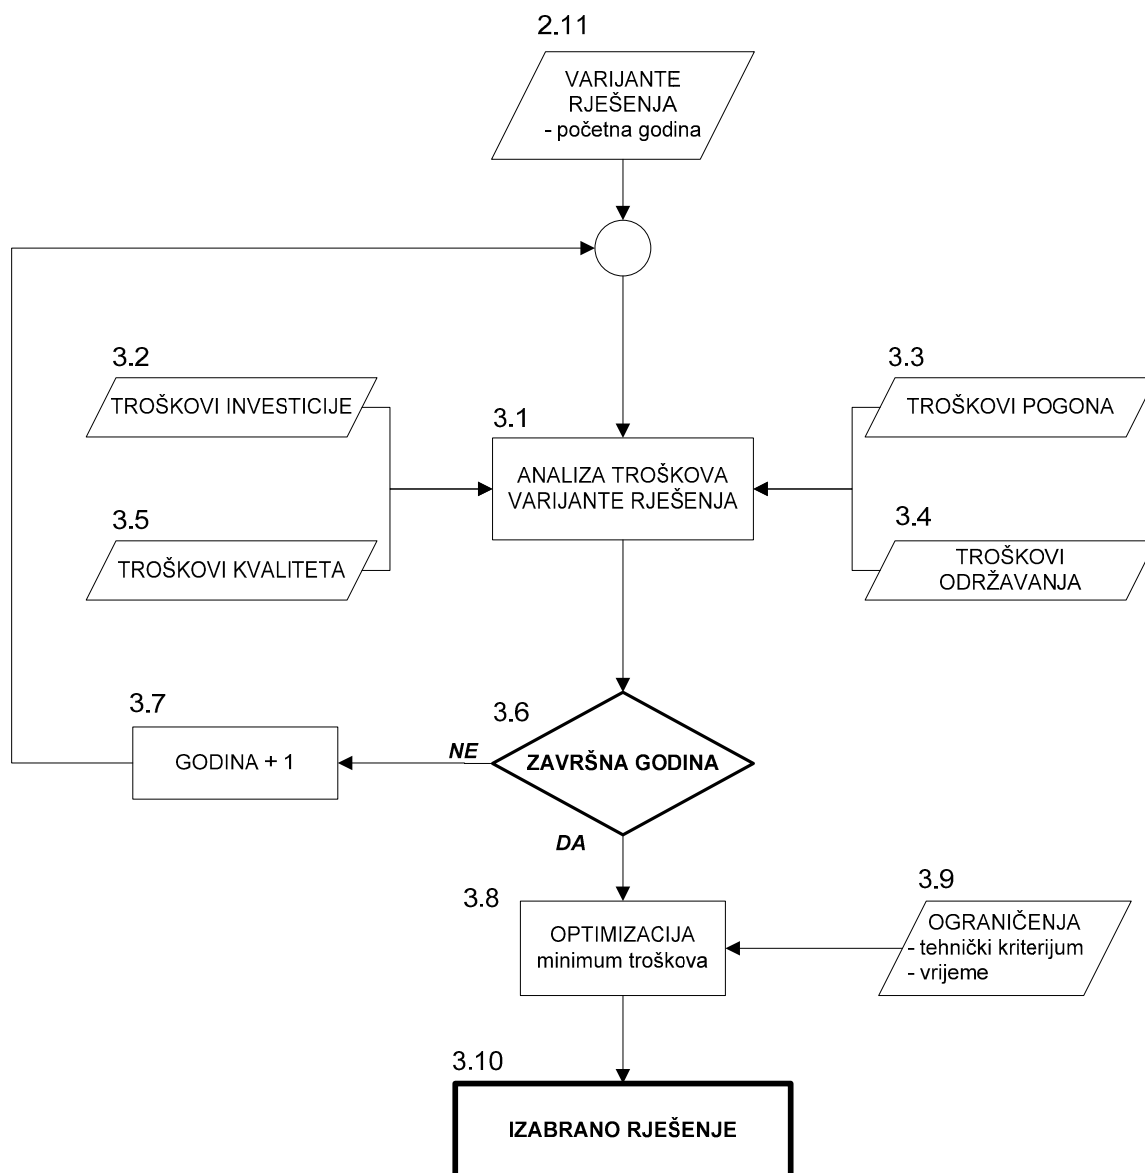 2.11
VARIJANTE
RJEŠENJA
- početna godina
3.2
TROŠKOVI INVESTICIJE
3.3
TROŠKOVI POGONA
3.1
ANALIZA TROŠKOVA
VARIJANTE RJEŠENJA
3.5
TROŠKOVI KVALITETA
3.4
TROŠKOVI
ODRŽAVANJA
3.7
GODINA + 1
NE
3.6
ZAVRŠNA GODINA
DA
3.8
OPTIMIZACIJA
minimum troškova
3.9
OGRANIČENJA
- tehnički kriterijum
- vrijeme
3.10
IZABRANO RJEŠENJE